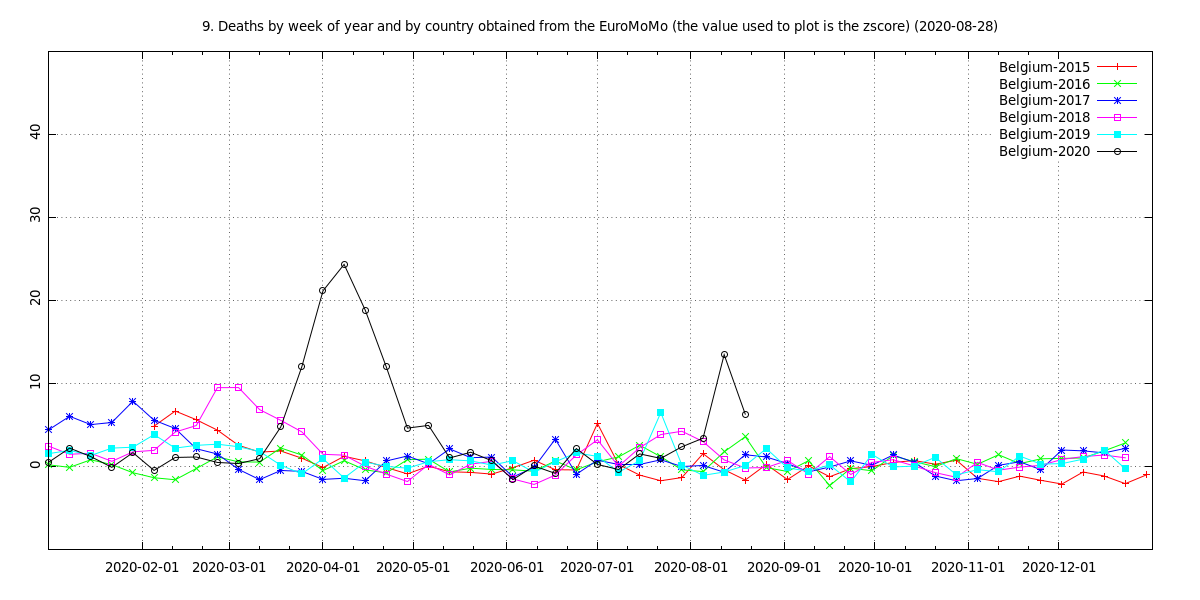 9. Deaths by week of year and by country obtained from the EuroMoMo (the value used to plot is the zscore) (2020-08-28)
Belgium-2015
Belgium-2016
Belgium-2017
Belgium-2018
Belgium-2019
Belgium-2020
40
30
20
10
0
2020-02-01 2020-03-01 2020-04-01 2020-05-01 2020-06-01 2020-07-01 2020-08-01 2020-09-01 2020-10-01 2020-11-01 2020-12-01